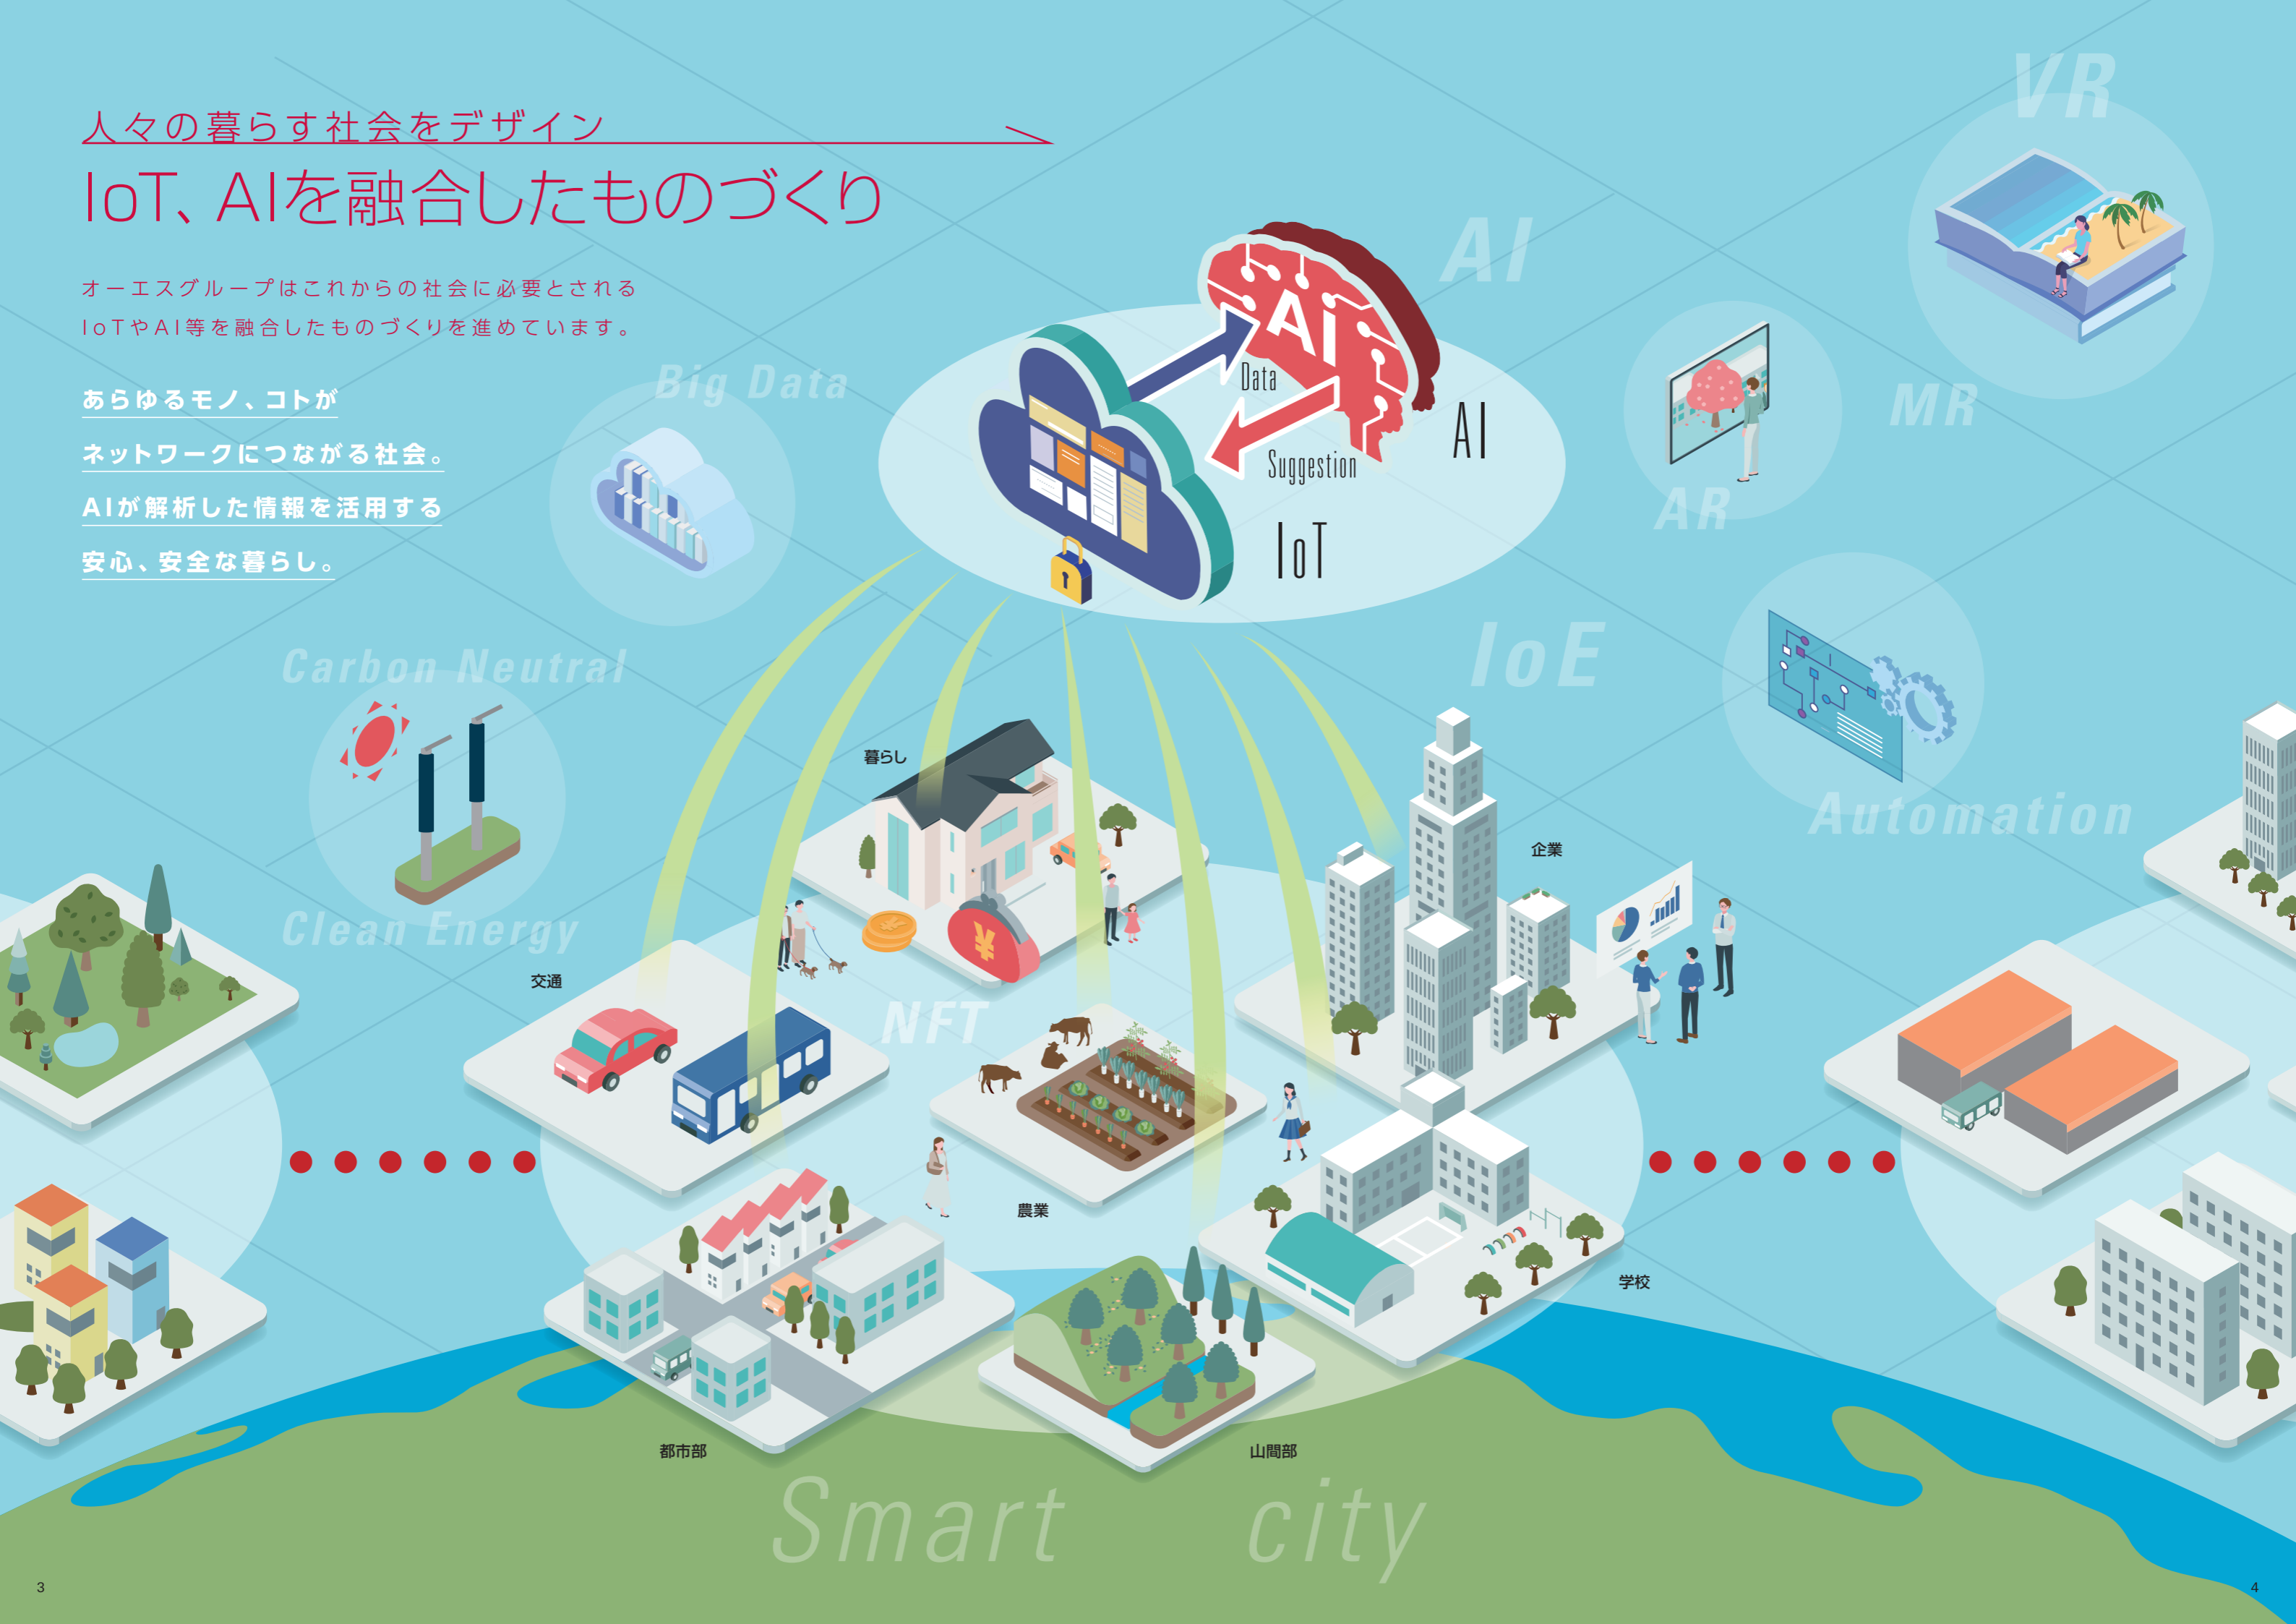 人々の暮らす社会をデザイン
IoT、AIを融合したものづくり
オーエスグループはこれからの社会に必要とされる
IoTやAI等を融合したものづくりを進めています。
あらゆるモノ、コトが
ネットワークにつながる社会。
AIが解析した情報を活用する
安心、安全な暮らし。
VR
AI
AI
Data
Suggestion
AI
IoT
Big Data
MR
AR
IoE
Carbon Neutral
Clean Energy
Automation
暮らし
¥
企業
交通
NFT
農業
学校
都市部
山間部
Smart city
3
4